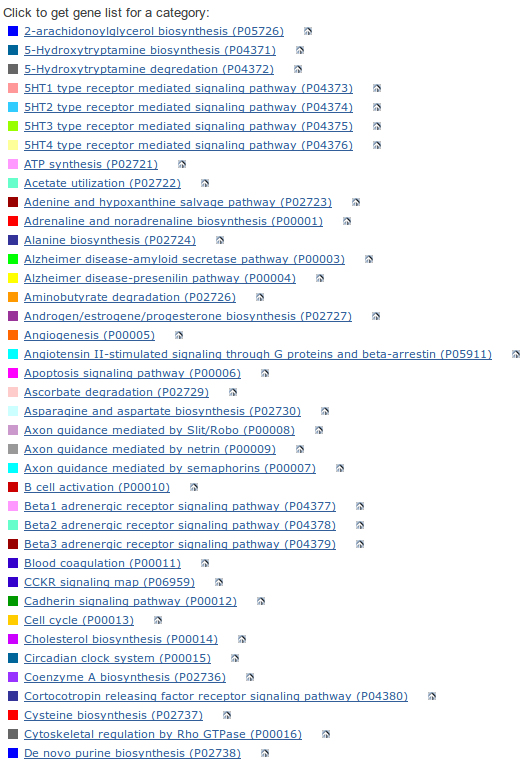 Click to get gene list for a category:
2-arachidonoylglycerol biosynthesis (P05726)
5-Hydroxytryptamine biosynthesis (P04371)
5-Hydroxytryptamine degredation (P04372)
5HT1 type receptor mediated signaling pathway (P04373)
5HT2 type receptor mediated signaling pathway (P04374)
5HT3 type receptor mediated signaling pathway (P04375)
5HT4 type receptor mediated signaling pathway (P04376)
ATP synthesis (P02721)
Acetate utilization (P02722)
Adenine and hypoxanthine salvage pathway (P02723)
Adrenaline and noradrenaline biosynthesis (P00001)
Alanine biosynthesis (P02724)
Alzheimer disease-amyloid secretase pathway (P00003)
Alzheimer disease-presenilin pathway (P00004)
Aminobutyrate degradation (P02726)
Androgen/estrogene/progesterone biosynthesis (P02727)
Angiogenesis (P00005)
Angiotensin II-stimulated signaling through G proteins and beta-arrestin (P05911)
Apoptosis signaling pathway (P00006)
Ascorbate degradation (P02729)
Asparagine and aspartate biosynthesis (P02730)
Axon guidance mediated by Slit/Robo (P00008)
Axon guidance mediated by netrin (P00009)
Axon guidance mediated by semaphorins (P00007)
B cell activation (P00010)
Beta1 adrenergic receptor signaling pathway (P04377)
Beta2 adrenergic receptor signaling pathway (P04378)
Beta3 adrenergic receptor signaling pathway (P04379)
Blood coagulation (P00011)
CCKR signaling map (P06959)
Cadherin signaling pathway (P00012)
Cell cycle (P00013)
Cholesterol biosynthesis (P00014)
Circadian clock system (P00015)
Coenzyme A biosynthesis (P02736)
Cortocotropin releasing factor receptor signaling pathway (P04380)
Cysteine biosynthesis (P02737)
Cytoskeletal regulation by Rho GTPase (P00016)
De novo purine biosynthesis (P02738)